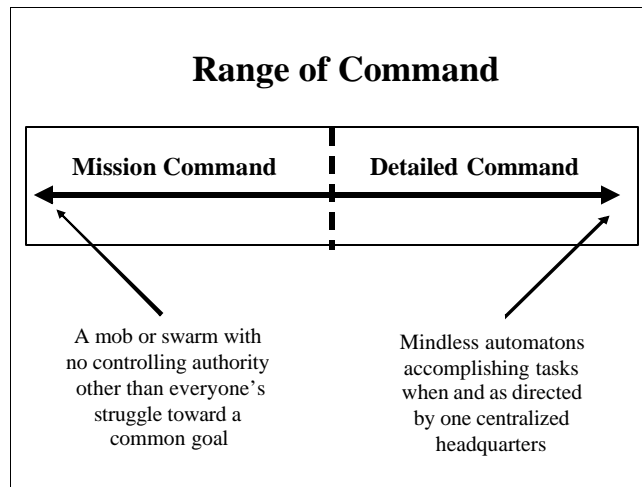 Range of Command
Mission Command
Detailed Command
A mob or swarm with
no controlling authority
other than everyone's
struggle toward a
common goal
Mindless automatons
accomplishing tasks
when and as directed
by one centralized
headquarters